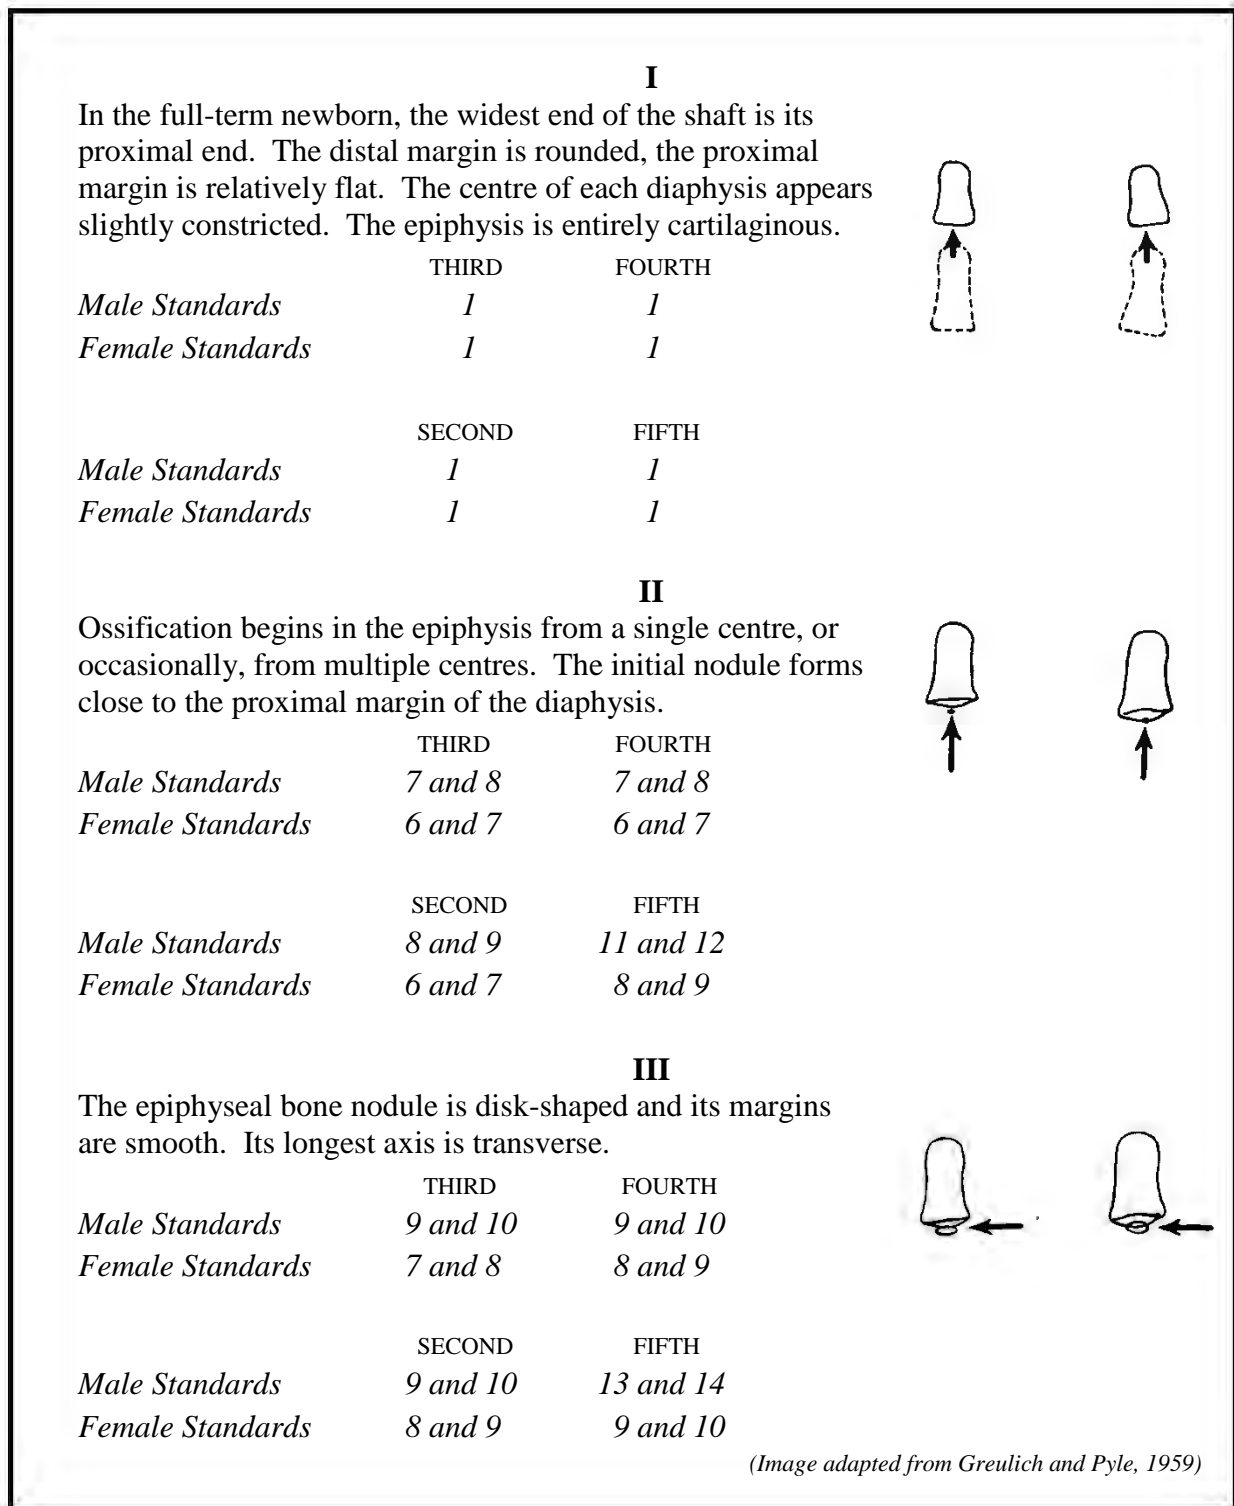 I
In the full-term newborn, the widest end of the shaft is its
proximal end. The distal margin is rounded, the proximal
margin is relatively flat. The centre of each diaphysis appears
slightly constricted. The epiphysis is entirely cartilaginous.
THIRD FOURTH
Male Standards 1 1
Female Standards 1 1
SECOND FIFTH
Male Standards 1 1
Female Standards 1 1
II
Ossification begins in the epiphysis from a single centre, or
occasionally, from multiple centres. The initial nodule forms
close to the proximal margin of the diaphysis.
THIRD FOURTH
Male Standards 7 and 8 7 and 8
Female Standards 6 and 7 6 and 7
SECOND FIFTH
Male Standards 8 and 9 11 and 12
Female Standards 6 and 7 8 and 9
III
The epiphyseal bone nodule is disk-shaped and its margins
are smooth. Its longest axis is transverse.
THIRD FOURTH
Male Standards 9 and 10 9 and 10
Female Standards 7 and 8 8 and 9
SECOND FIFTH
Male Standards 9 and 10 13 and 14
Female Standards 8 and 9 9 and 10
(Image adapted from Greulich and Pyle, 1959)